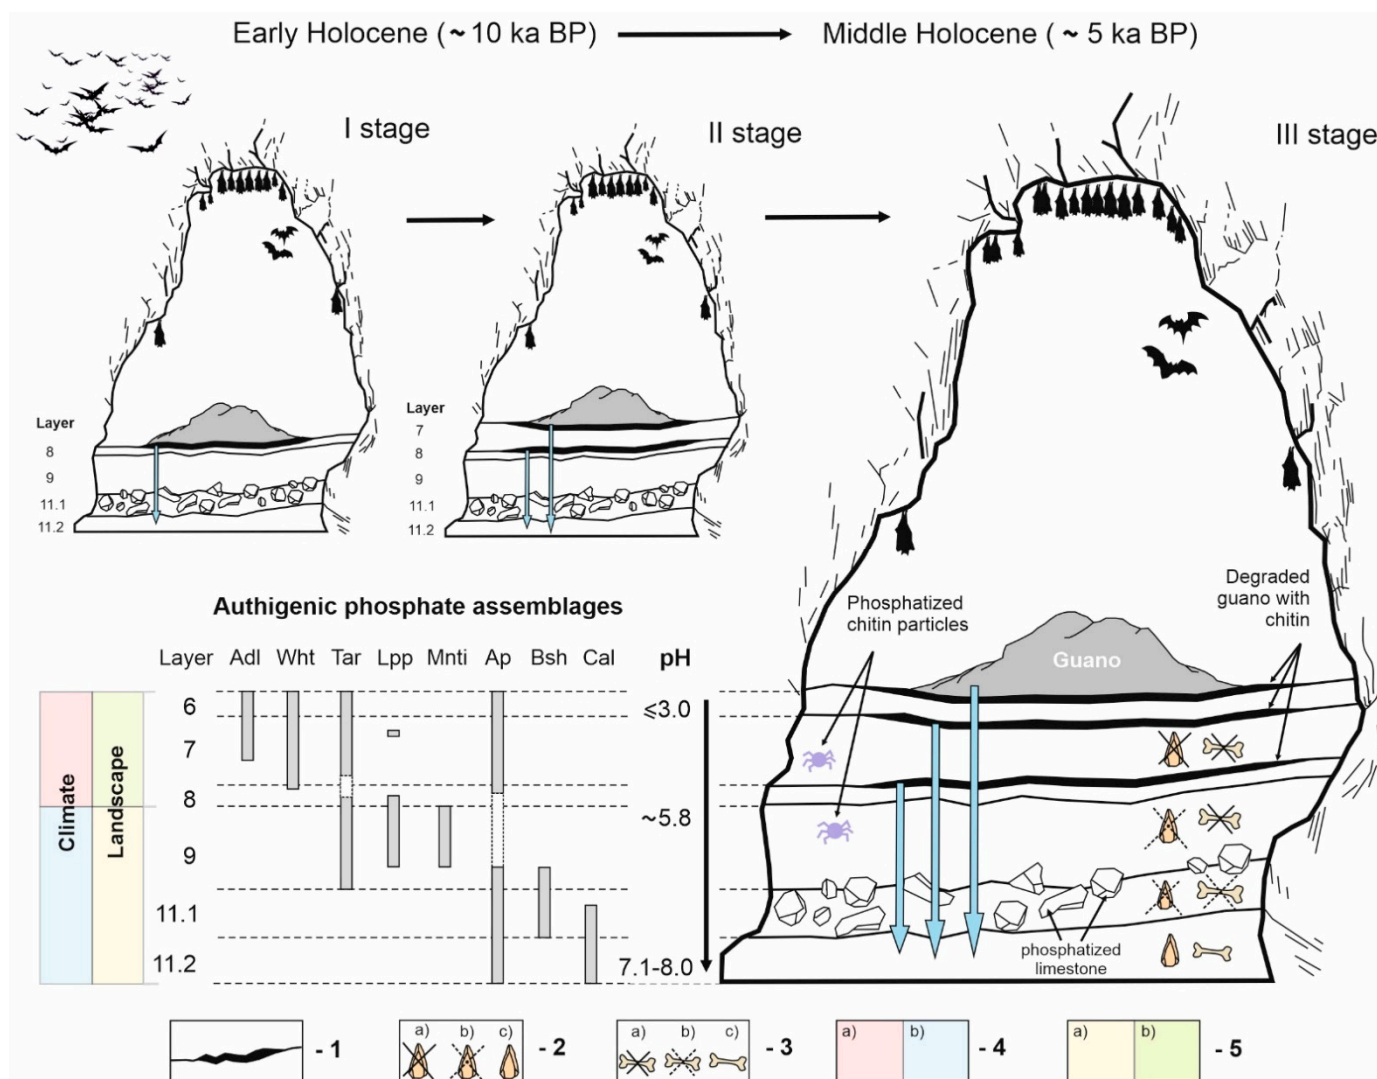 Early Holocene (~ 10 ka BP)
Middle Holocene ( ~ 5 ka BP)
I stage
II stage
III stage
Layer
8
9
11.1
11.2
Layer
7
8
9
11.1
11.2
Phosphatized
chitin particles
Degraded
guano with
chitin
Guano
phosphatized
limestone
Authigenic phosphate assemblages
Layer Adl Wht Tar Lpp Mnti Ap Bsh Cal pH
6
7
8
9
11.1
11.2
⩽3.0
~5.8
7.1-8.0
Climate
Landscape
- 1
a) b) c)
- 2
a) b) c)
- 3
a) b)
- 4
a) b)
- 5